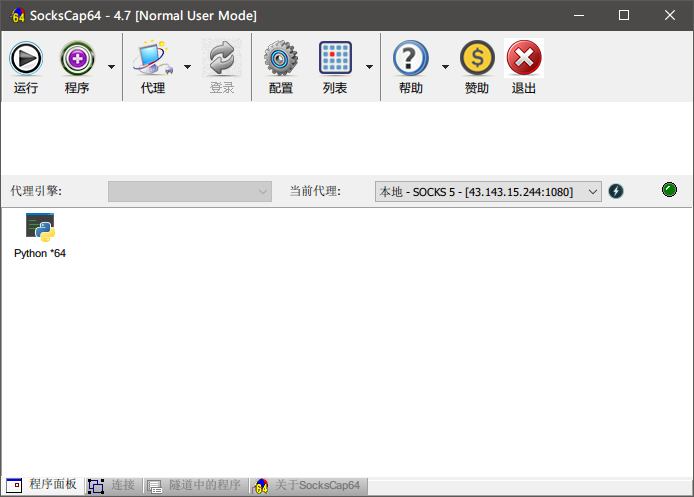 SocksCap64 - 4.7 [Normal User Mode]
运行 程序 代理 登录 配置 列表 帮助 赞助 退出
代理引擎: 当前代理: 本地 - SOCKS 5 - [43.143.15.244:1080]
Python *64
程序面板 连接 隧道中的程序 关于SocksCap64